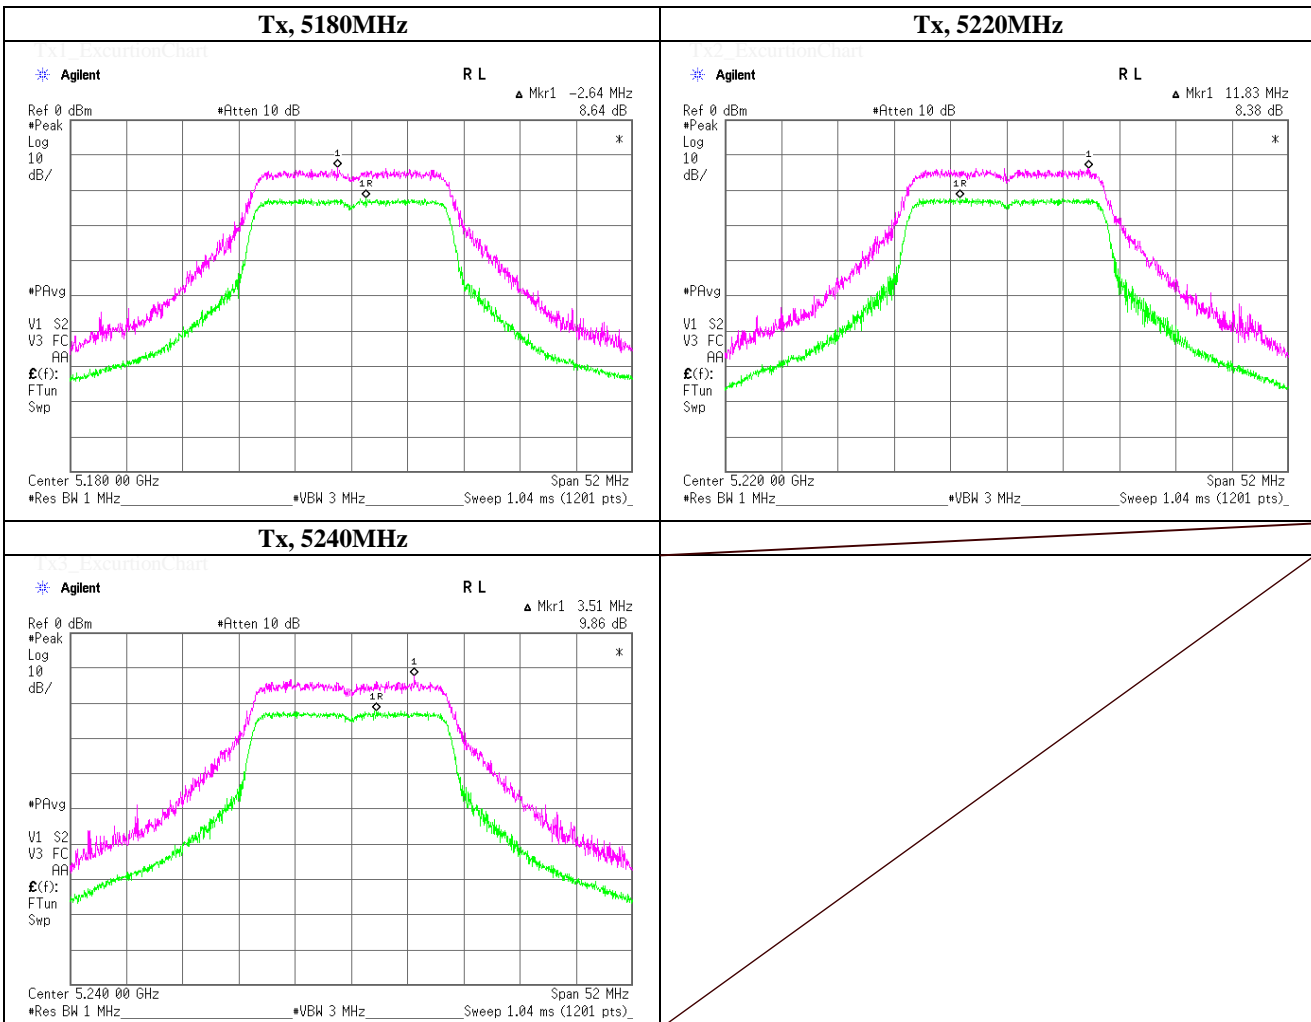 Tx, 5180MHz
Tx, 5220MHz
Tx1_ExcurtionChart
Agilent
R L
Δ Mkr1 -2.64 MHz
Ref 0 dBm
#Atten 10 dB
8.64 dB
#Peak
Log
10
dB/
*
1
1R
#PAvg
V1 S2
V3 FC
AA
£(f):
FTun
Swp
Center 5.180 00 GHz
Span 52 MHz
#Res BW 1 MHz
#VBW 3 MHz
Sweep 1.04 ms (1201 pts)
Tx2_ExcurtionChart
Agilent
R L
Δ Mkr1 11.83 MHz
Ref 0 dBm
#Atten 10 dB
8.38 dB
#Peak
Log
10
dB/
*
1
1R
#PAvg
V1 S2
V3 FC
AA
£(f):
FTun
Swp
Center 5.220 00 GHz
Span 52 MHz
#Res BW 1 MHz
#VBW 3 MHz
Sweep 1.04 ms (1201 pts)
Tx, 5240MHz
Tx3_ExcurtionChart
Agilent
R L
Δ Mkr1 3.51 MHz
Ref 0 dBm
#Atten 10 dB
9.86 dB
#Peak
Log
10
dB/
*
1
1R
#PAvg
V1 S2
V3 FC
AA
£(f):
FTun
Swp
Center 5.240 00 GHz
Span 52 MHz
#Res BW 1 MHz
#VBW 3 MHz
Sweep 1.04 ms (1201 pts)